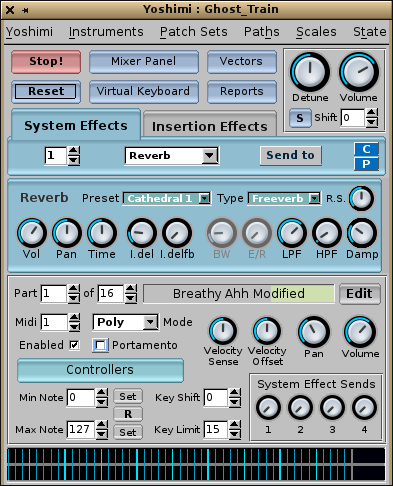 Yoshimi : Ghost_Train
Yoshimi Instruments Patch Sets Paths Scales State
Stop! Mixer Panel Vectors
Reset Virtual Keyboard Reports
Detune Volume
S Shift 0
System Effects Insertion Effects
1 Reverb Send to C
P
Reverb Preset Cathedral 1 Type Freeverb R.S.
Vol Pan Time I.del I.delfb BW E/R LPF HPF Damp
Part 1 of 16 Breathy Ahh Modified Edit
Midi 1 Poly Mode
Enabled Portamento
Velocity Sense Velocity Offset Pan Volume
Controllers
Min Note 0 Set Key Shift 0
R
Max Note 127 Set Key Limit 15
System Effect Sends
1 2 3 4